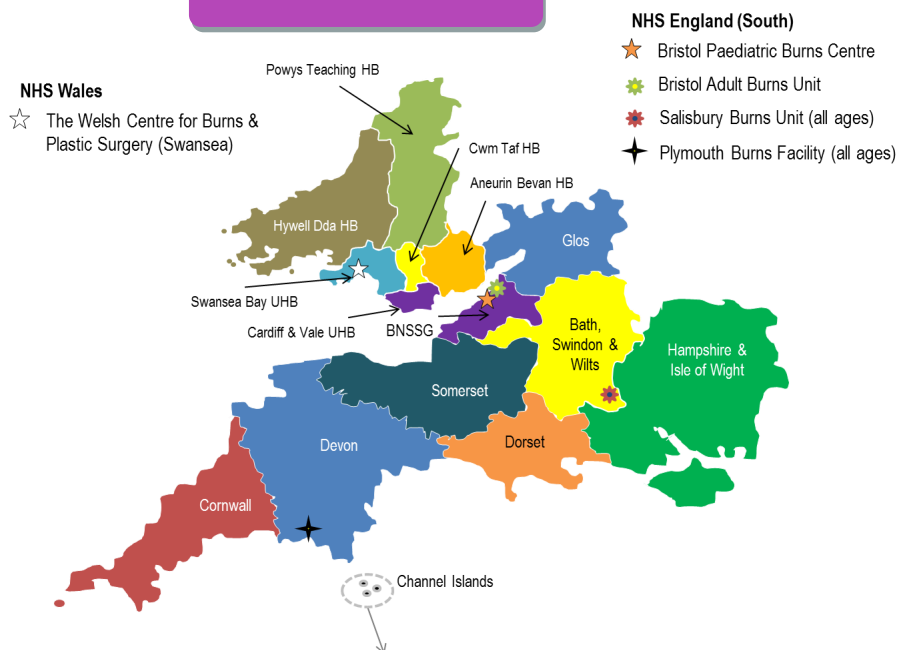 NHS England (South)
Bristol Paediatric Burns Centre
Bristol Adult Burns Unit
Salisbury Burns Unit (all ages)
Plymouth Burns Facility (all ages)
NHS Wales
The Welsh Centre for Burns &
Plastic Surgery (Swansea)
Powys Teaching HB
Cwm Taf HB
Aneurin Bevan HB
Hywell Dda HB
Glos
Swansea Bay UHB
Cardiff & Vale UHB
BNSSG
Bath,
Swindon &
Wilts
Hampshire &
Isle of Wight
Somerset
Devon
Dorset
Cornwall
Channel Islands